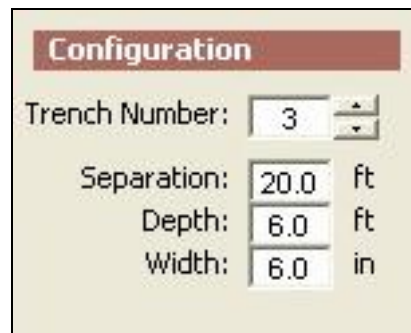 Configuration
Trench Number: 3
Separation: 20.0 ft
Depth: 6.0 ft
Width: 6.0 in